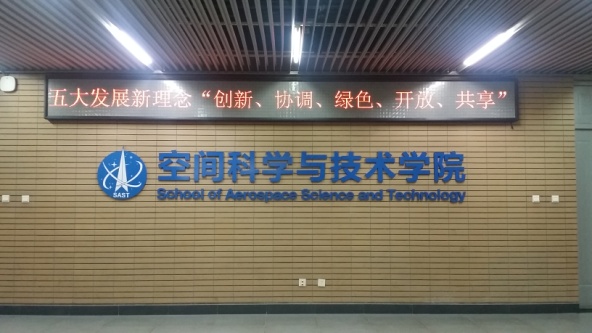 五大发展新理念“创新、协调、绿色、开放、共享”
空间科学与技术学院
School of Aerospace Science and Technology
SAST